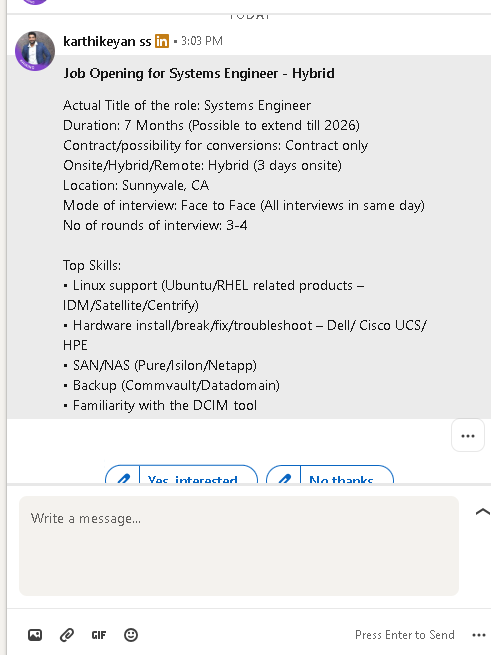 TODAY
karthikeyan ss in • 3:03 PM
Job Opening for Systems Engineer - Hybrid
Actual Title of the role: Systems Engineer
Duration: 7 Months (Possible to extend till 2026)
Contract/possibility for conversions: Contract only
Onsite/Hybrid/Remote: Hybrid (3 days onsite)
Location: Sunnyvale, CA
Mode of interview: Face to Face (All interviews in same day)
No of rounds of interview: 3-4
Top Skills:
• Linux support (Ubuntu/RHEL related products –
IDM/Satellite/Centrify)
• Hardware install/break/fix/troubleshoot – Dell/ Cisco UCS/
HPE
• SAN/NAS (Pure/Isilon/Netapp)
• Backup (Commvault/Datadomain)
• Familiarity with the DCIM tool
Yes, interested
No thanks
Write a message...
GIF
Press Enter to Send